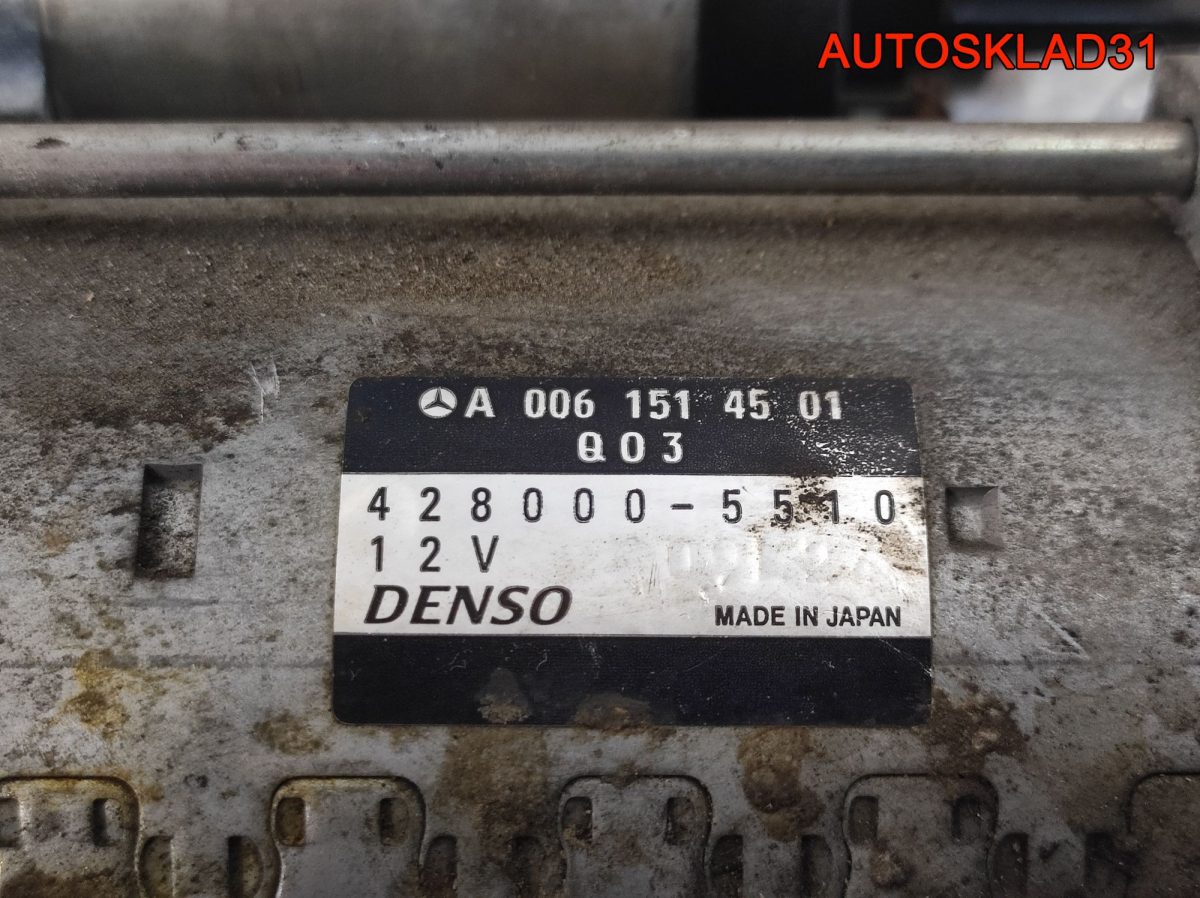 AUTOSKLAD31
A 006 151 45 01
Q03
428000-5510
12V
DENSO
MADE IN JAPAN